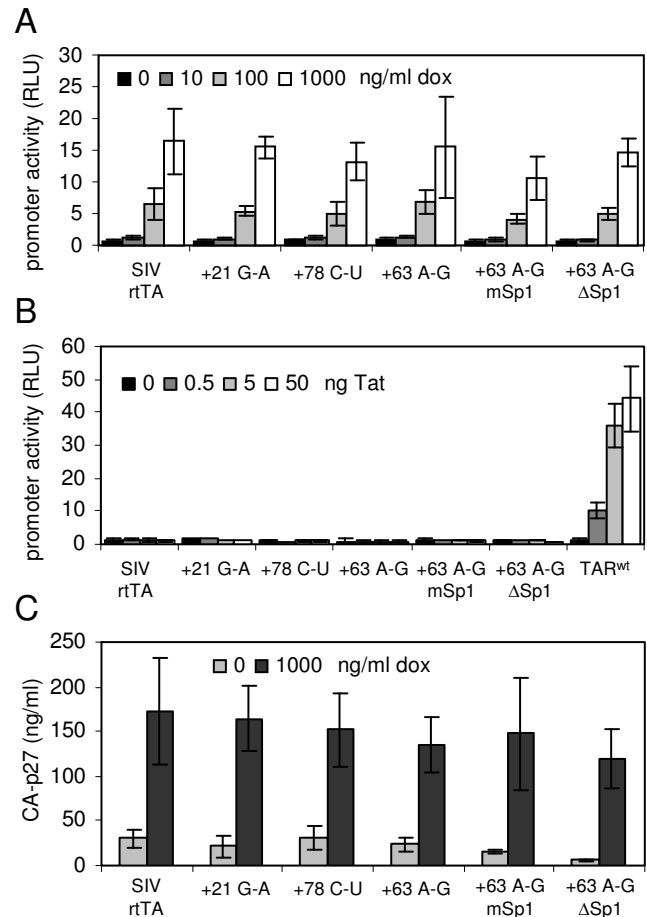 A
promoter activity (RLU)
30
25
20
15
10
5
0
0 10 100 1000 ng/ml dox
SIV rtTA
+21 G-A
+78 C-U
+63 A-G
+63 A-G mSp1
+63 A-G ΔSp1
B
promoter activity (RLU)
60
50
40
30
20
10
0
0 0.5 5 50 ng Tat
SIV rtTA
+21 G-A
+78 C-U
+63 A-G
+63 A-G mSp1
+63 A-G ΔSp1
TARwt
C
CA-p27 (ng/ml)
250
200
150
100
50
0
0 1000 ng/ml dox
SIV rtTA
+21 G-A
+78 C-U
+63 A-G
+63 A-G mSp1
+63 A-G ΔSp1